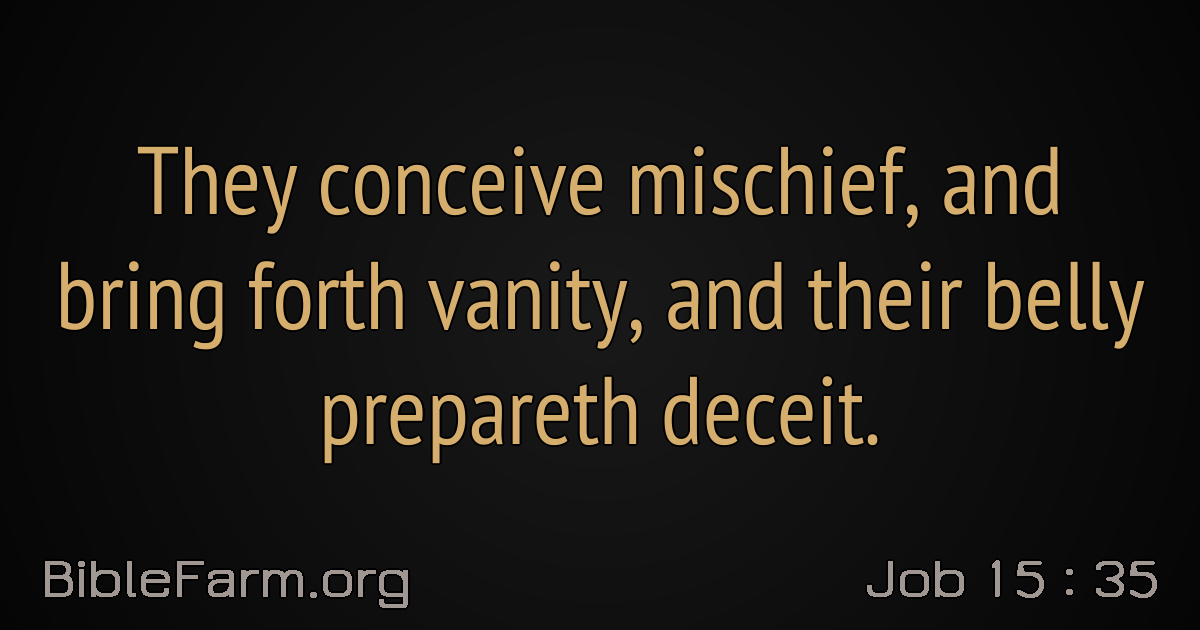 They conceive mischief, and
bring forth vanity, and their belly
prepareth deceit.
BibleFarm.org
Job 15 : 35